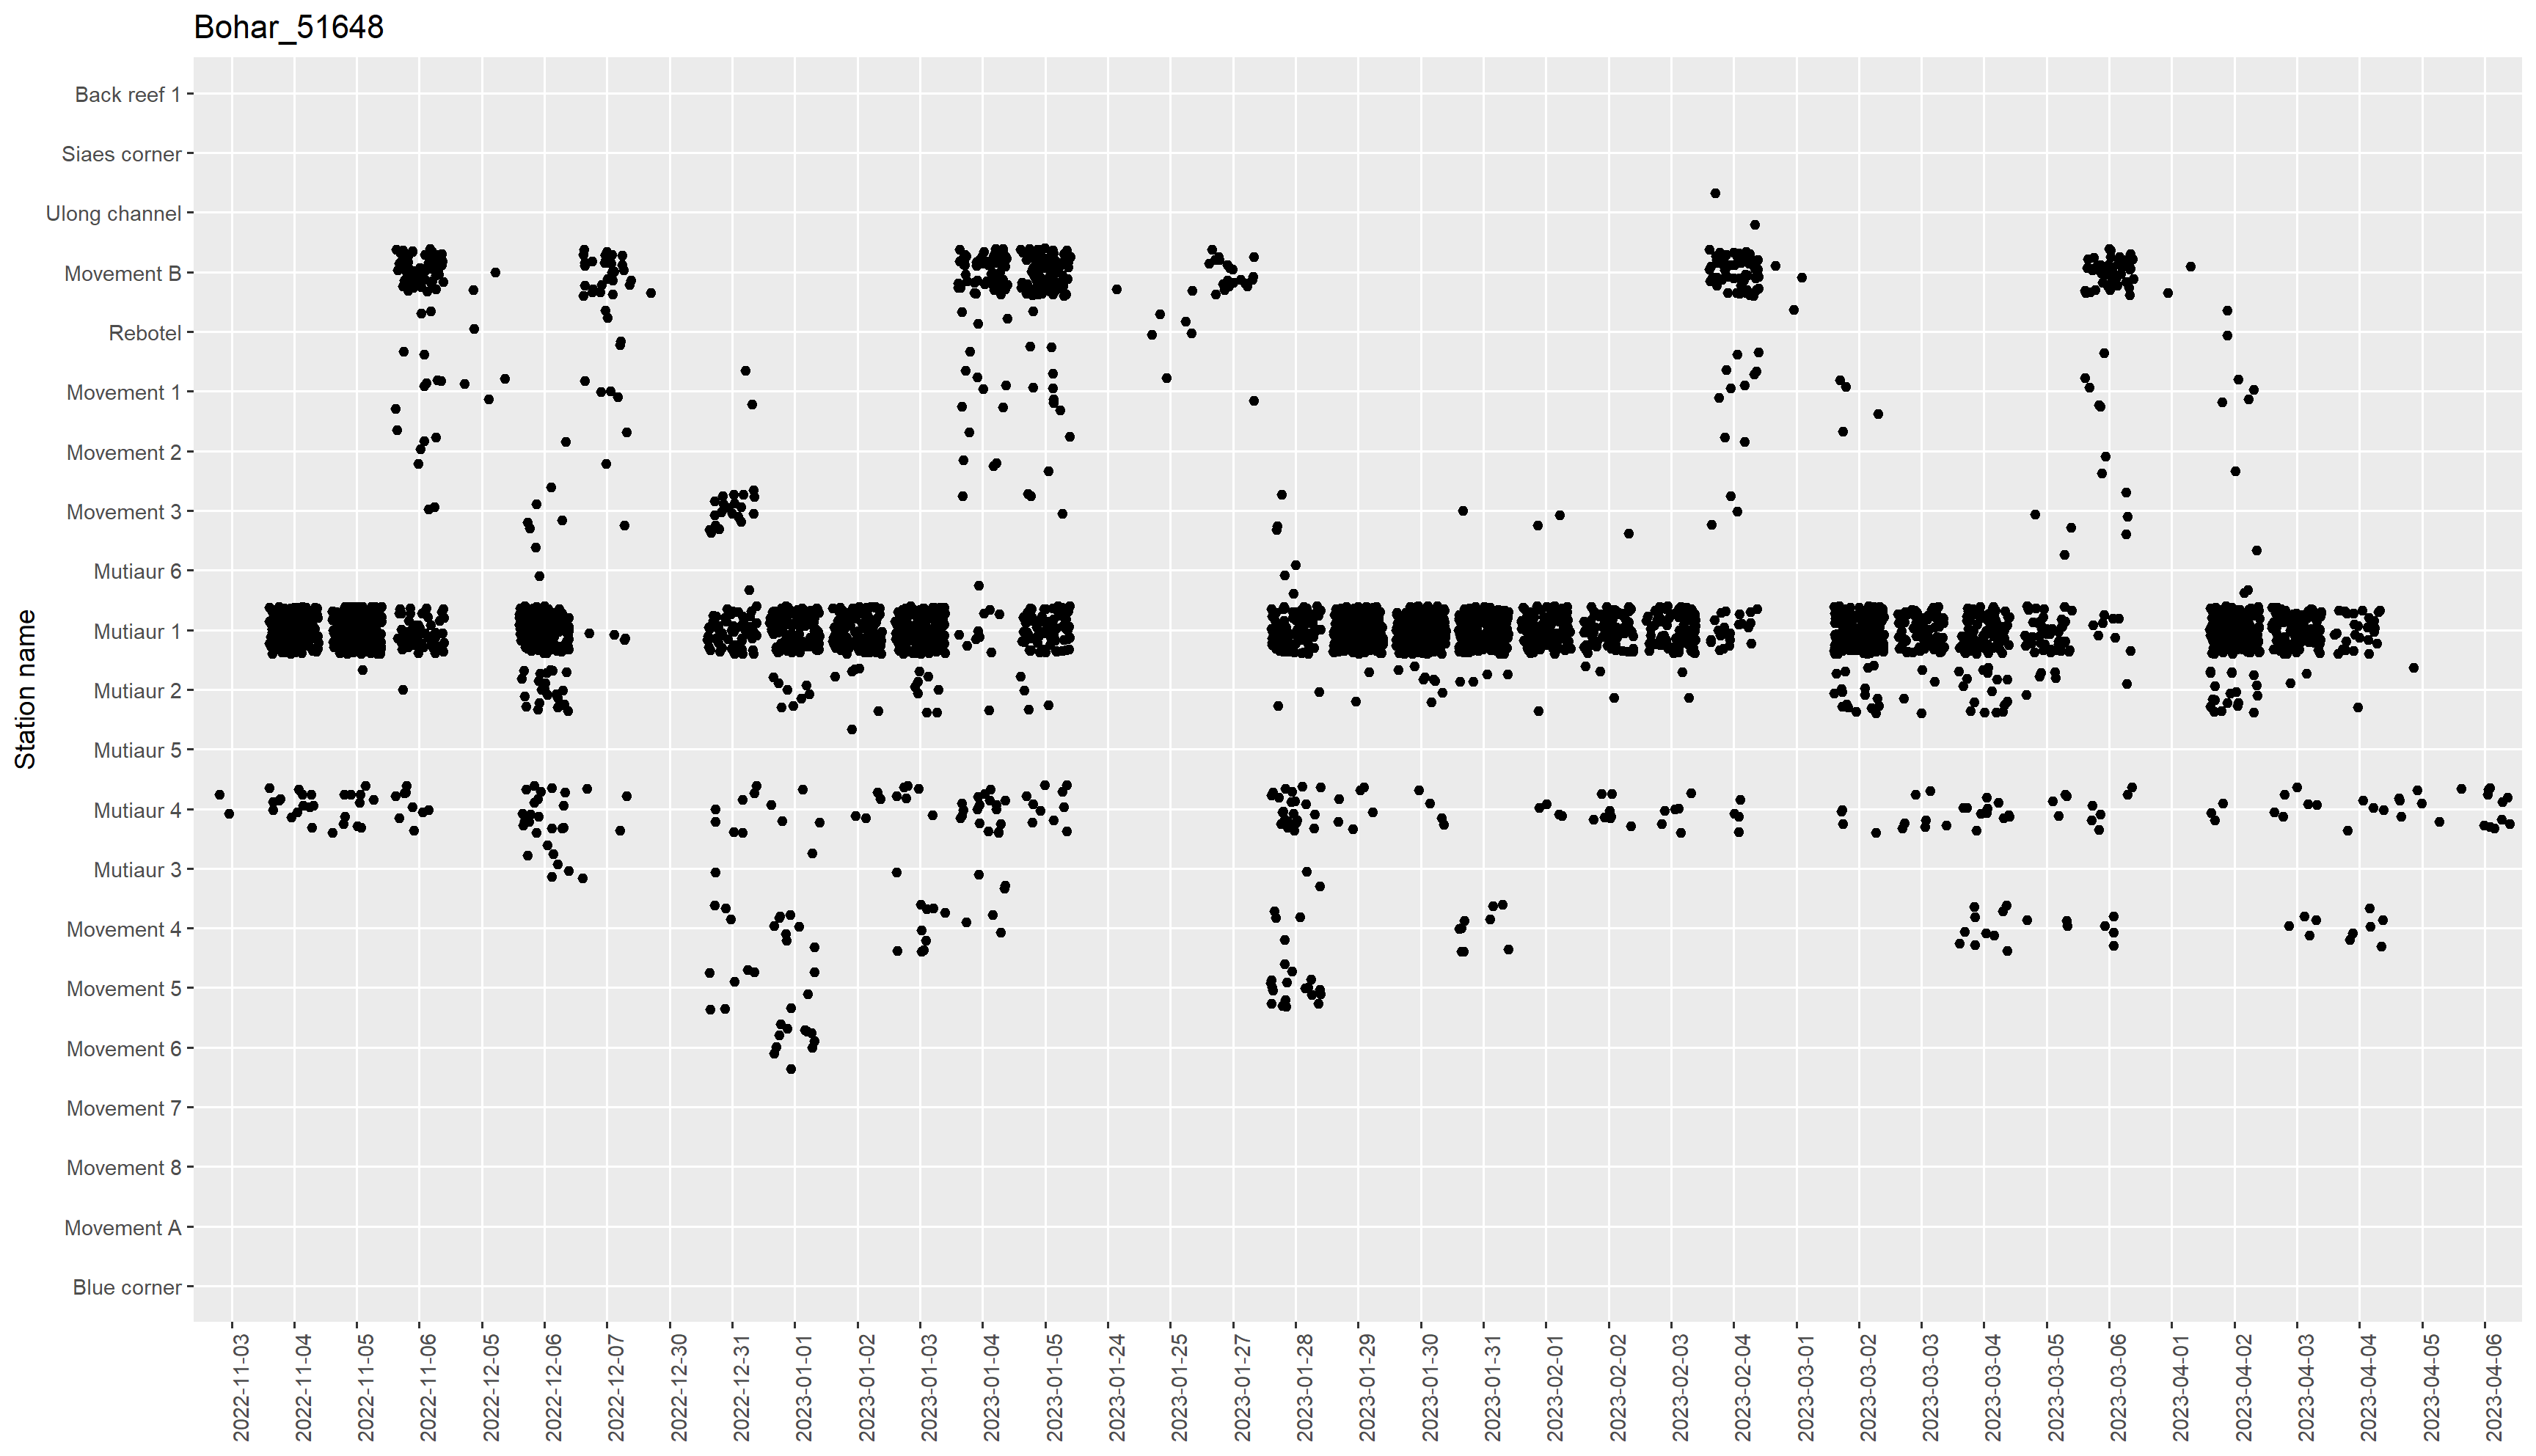 Bohar_51648
Station name
Back reef 1
Siaes corner
Ulong channel
Movement B
Rebotel
Movement 1
Movement 2
Movement 3
Mutiaur 6
Mutiaur 1
Mutiaur 2
Mutiaur 5
Mutiaur 4
Mutiaur 3
Movement 4
Movement 5
Movement 6
Movement 7
Movement 8
Movement A
Blue corner
2022-11-03
2022-11-04
2022-11-05
2022-11-06
2022-12-05
2022-12-06
2022-12-07
2022-12-30
2022-12-31
2023-01-01
2023-01-02
2023-01-03
2023-01-04
2023-01-05
2023-01-24
2023-01-25
2023-01-27
2023-01-28
2023-01-29
2023-01-30
2023-01-31
2023-02-01
2023-02-02
2023-02-03
2023-02-04
2023-03-01
2023-03-02
2023-03-03
2023-03-04
2023-03-05
2023-03-06
2023-04-01
2023-04-02
2023-04-03
2023-04-04
2023-04-05
2023-04-06